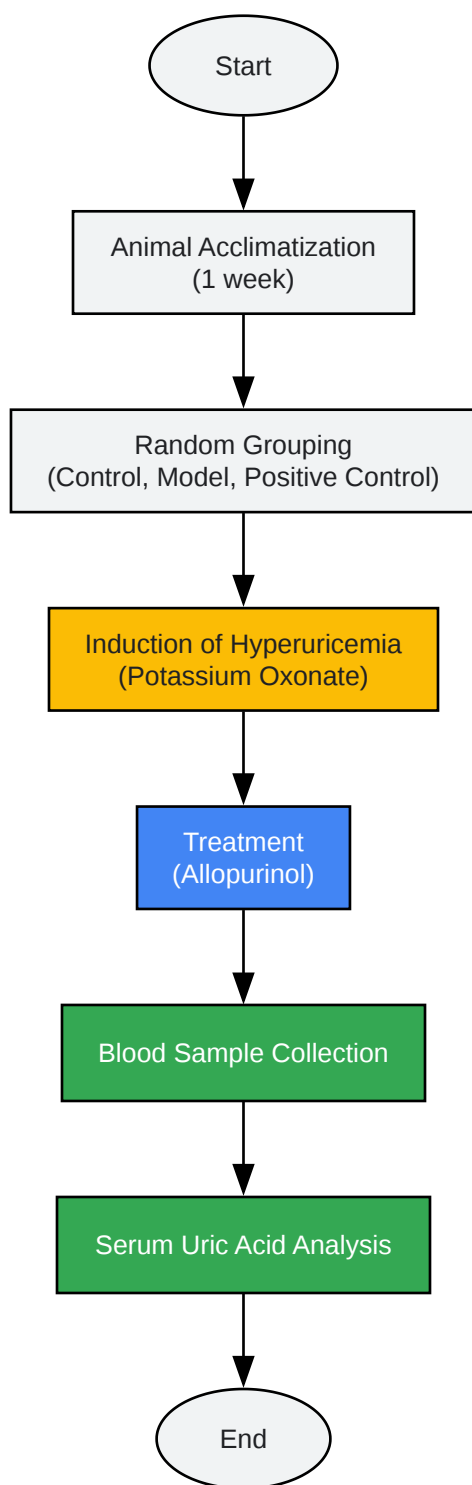 Start
Animal Acclimatization
(1 week)
Random Grouping
(Control, Model, Positive Control)
Induction of Hyperuricemia
(Potassium Oxonate)
Treatment
(Allopurinol)
Blood Sample Collection
Serum Uric Acid Analysis
End